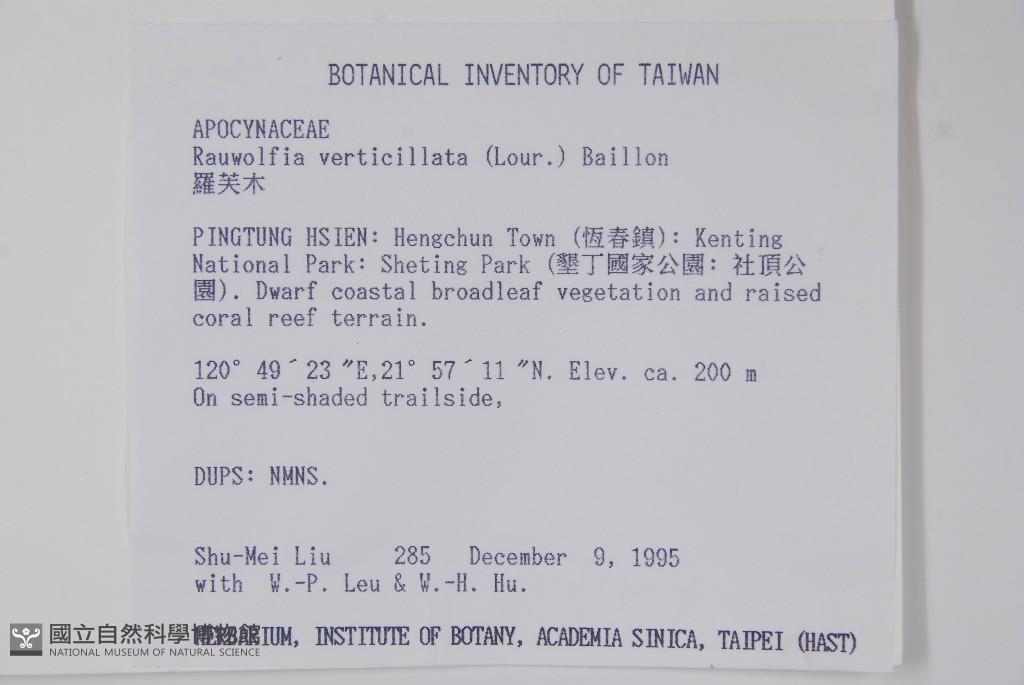 BOTANICAL INVENTORY OF TAIWAN
APOCYNACEAE
Rauwolfia verticillata (Lour.) Baillon
羅芙木
PINGTUNG HSIEN: Hengchun Town (恆春鎮): Kenting
National Park: Sheting Park (墾丁國家公園: 社頂公
園). Dwarf coastal broadleaf vegetation and raised
coral reef terrain.
120° 49´23 ″E,21° 57´11 ″N. Elev. ca. 200 m
On semi-shaded trailside,
DUPS: NMNS.
Shu-Mei Liu 285 December 9, 1995
with W.-P. Leu & W.-H. Hu.
HERBARIUM, INSTITUTE OF BOTANY, ACADEMIA SINICA, TAIPEI (HAST)
國立自然科學博物館
NATIONAL MUSEUM OF NATURAL SCIENCE